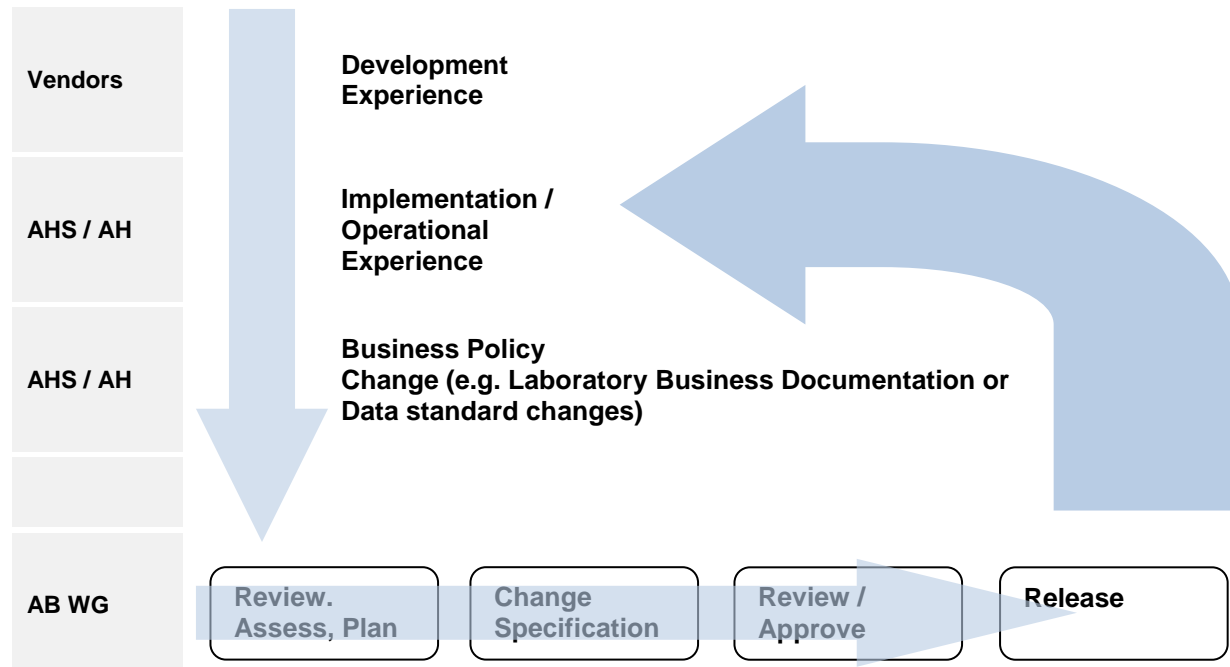 Vendors
Development
Experience
AHS / AH
Implementation /
Operational
Experience
AHS / AH
Business Policy
Change (e.g. Laboratory Business Documentation or
Data standard changes)
AB WG
Review.
Assess, Plan
Change
Specification
Review /
Approve
Release